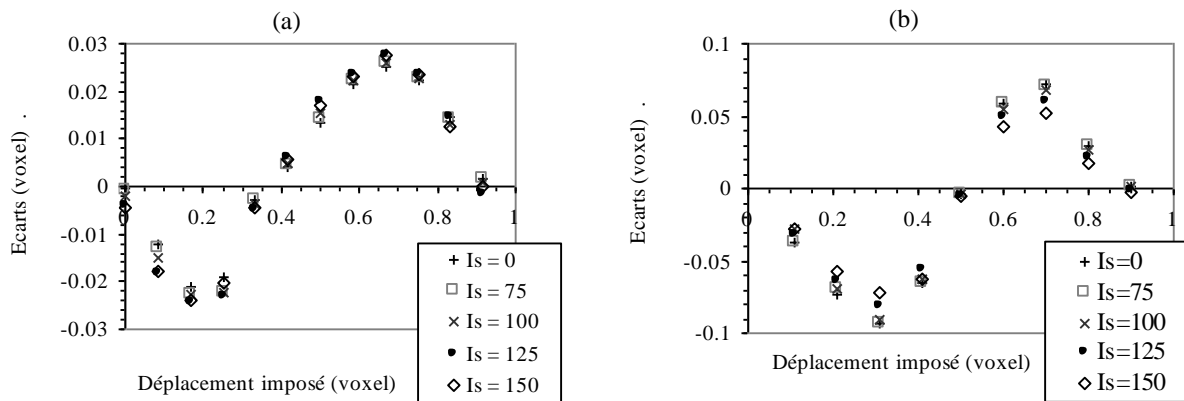 (a)
Ecarts (voxel) .
0.03
0.02
0.01
0
-0.01
-0.02
-0.03
0 0.2 0.4 0.6 0.8 1
Déplacement imposé (voxel)
Is = 0
Is = 75
Is = 100
Is = 125
Is = 150
(b)
Ecarts (voxel) .
0.1
0.05
0
-0.05
-0.1
0 0.2 0.4 0.6 0.8 1
Déplacement imposé (voxel)
Is=0
Is=75
Is=100
Is=125
Is=150